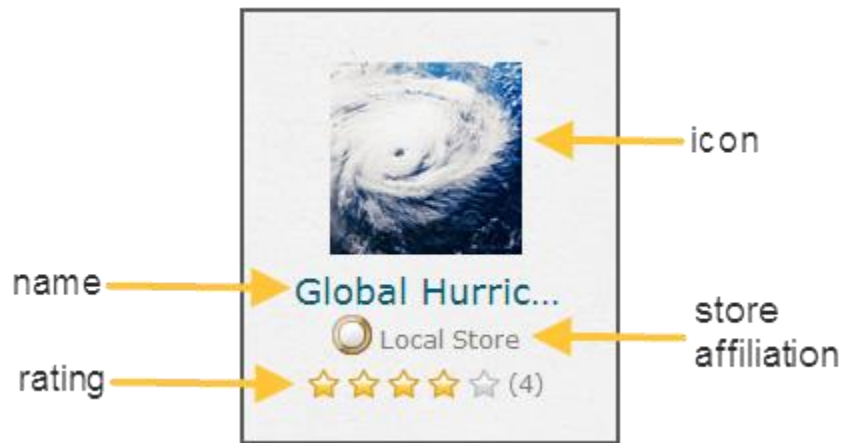 icon
name
Global Hurric...
Local Store
store
affiliation
rating
(4)